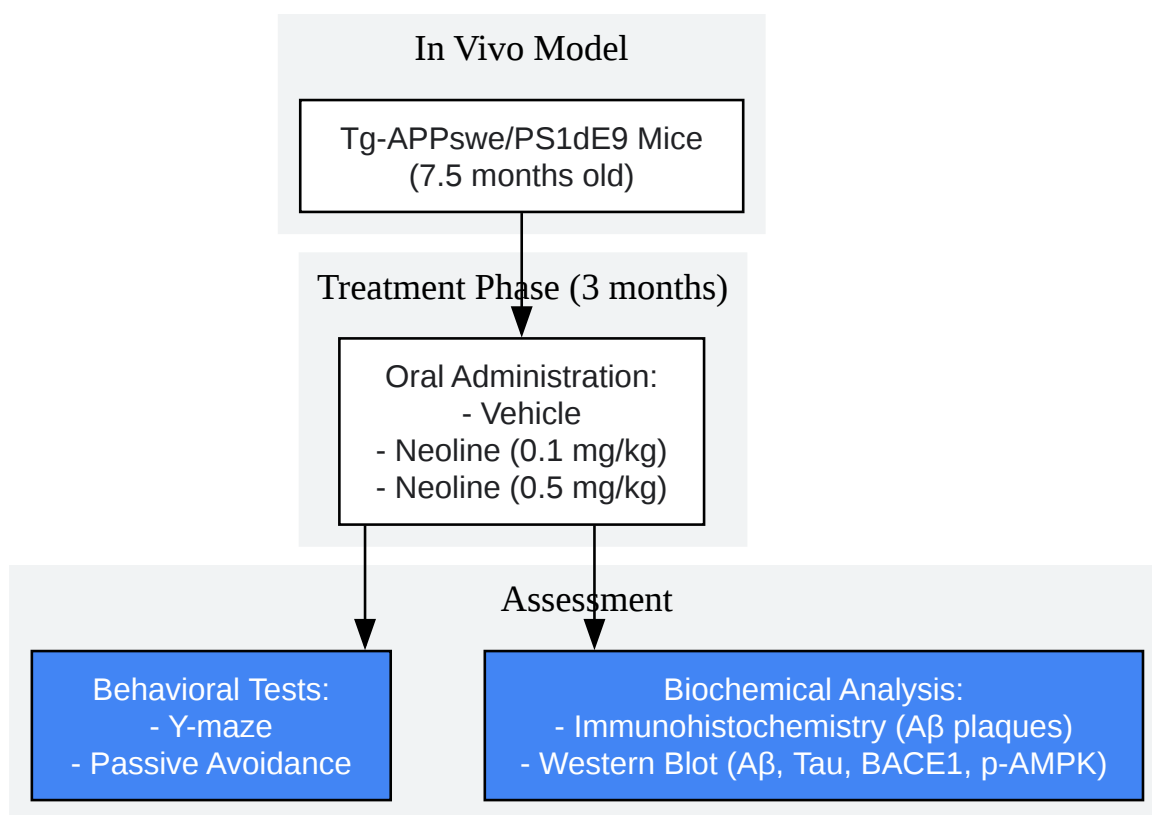 In Vivo Model
Tg-APPswe/PS1dE9 Mice
(7.5 months old)
Treatment Phase (3 months)
Oral Administration:
- Vehicle
- Neoline (0.1 mg/kg)
- Neoline (0.5 mg/kg)
Assessment
Behavioral Tests:
- Y-maze
- Passive Avoidance
Biochemical Analysis:
- Immunohistochemistry (Aβ plaques)
- Western Blot (Aβ, Tau, BACE1, p-AMPK)